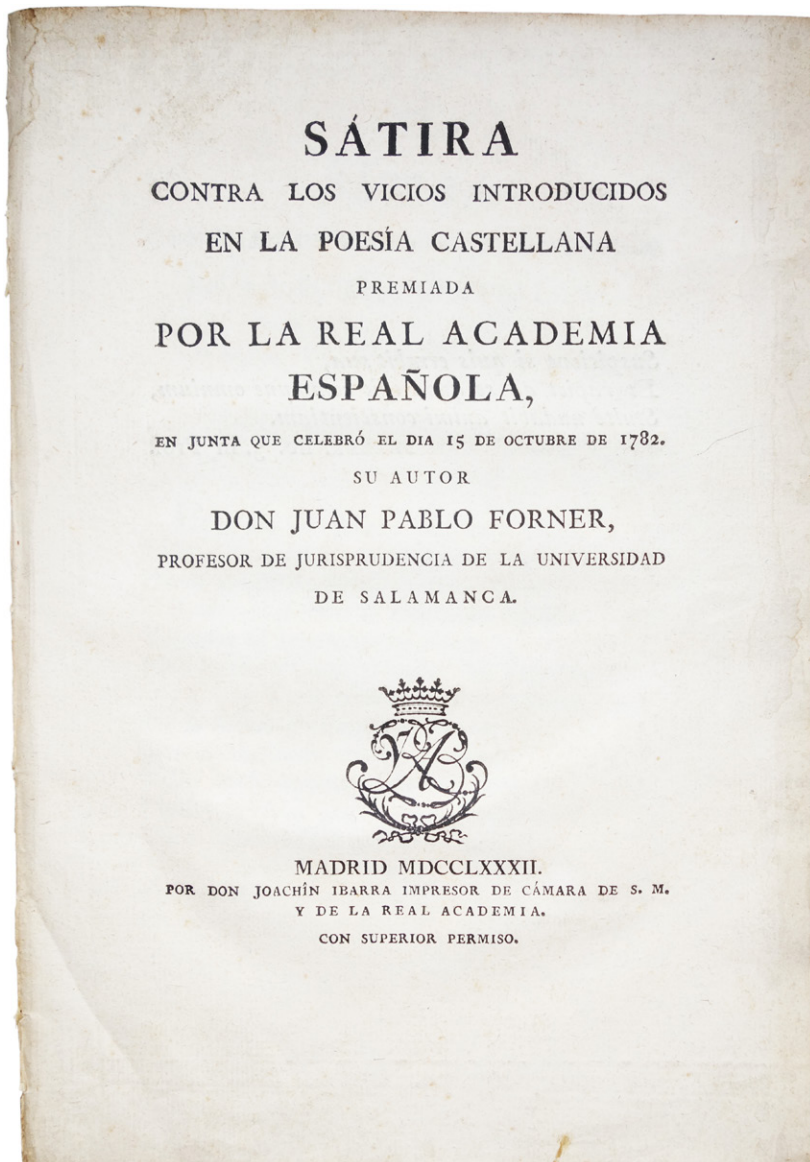 SÁTIRA
CONTRA LOS VICIOS INTRODUCIDOS
EN LA POESÍA CASTELLANA
PREMIADA
POR LA REAL ACADEMIA
ESPAÑOLA,
EN JUNTA QUE CELEBRÓ EL DIA 15 DE OCTUBRE DE 1782.
SU AUTOR
DON JUAN PABLO FORNER,
PROFESOR DE JURISPRUDENCIA DE LA UNIVERSIDAD
DE SALAMANCA.
MADRID MDCCLXXXII.
POR DON JOACHÎN IBARRA IMPRESOR DE CÁMARA DE S. M.
Y DE LA REAL ACADEMIA.
CON SUPERIOR PERMISO.